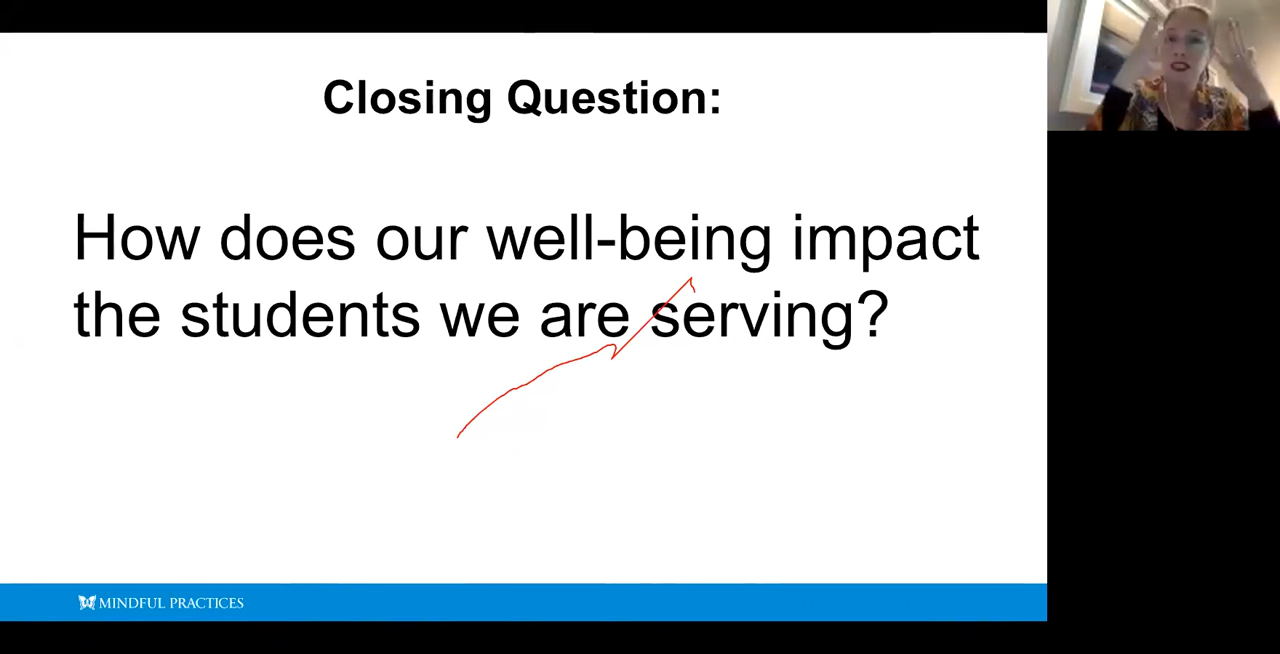 Closing Question:
How does our well-being impact
the students we are serving?
MINDFUL PRACTICES